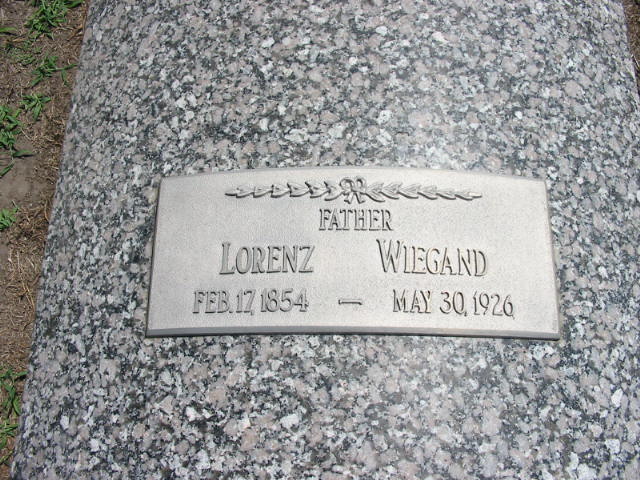 FATHER
LORENZ WIEGAND
FEB. 17, 1854 — MAY 30, 1926